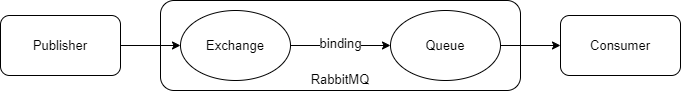 Publisher
Exchange
binding
Queue
Consumer
RabbitMQ